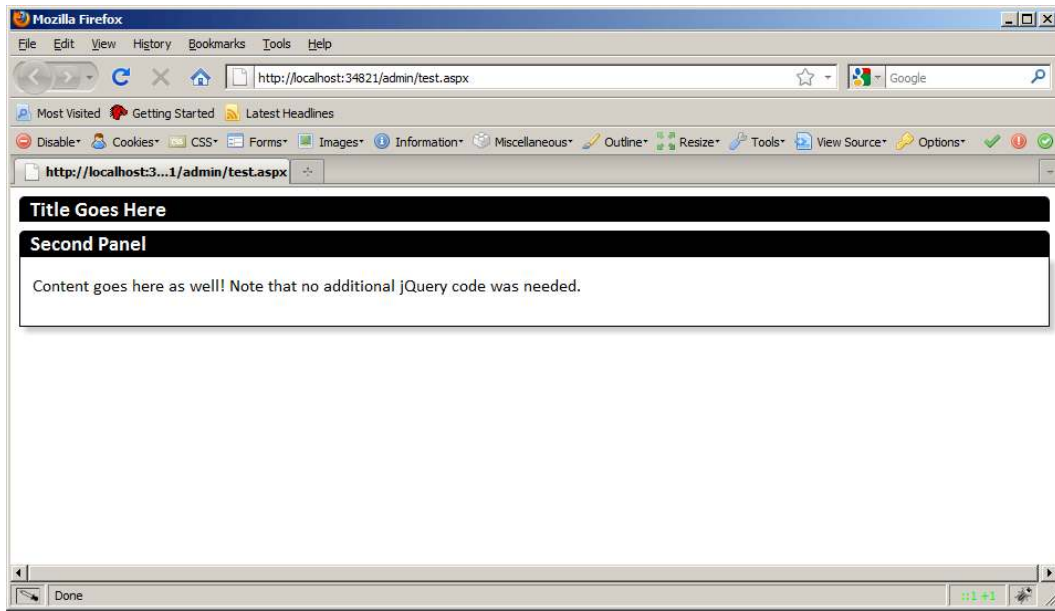 Mozilla Firefox
File Edit View History Bookmarks Tools Help
http://localhost:34821/admin/test.aspx Google
Most Visited Getting Started Latest Headlines
Disable Cookies CSS Forms Images Information Miscellaneous Outline Resize Tools View Source Options
http://localhost:3...1/admin/test.aspx
Title Goes Here
Second Panel
Content goes here as well! Note that no additional jQuery code was needed.
Done ::1 +1